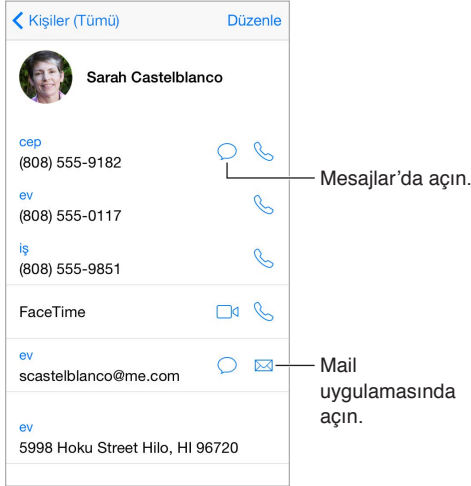 Kişiler (Tümü) Düzenle
Sarah Castelblanco
cep
(808) 555-9182
Mesajlar’da açın.
ev
(808) 555-0117
iş
(808) 555-9851
FaceTime
ev
scastelblanco@me.com
Mail
uygulamasında
açın.
ev
5998 Hoku Street Hilo, HI 96720